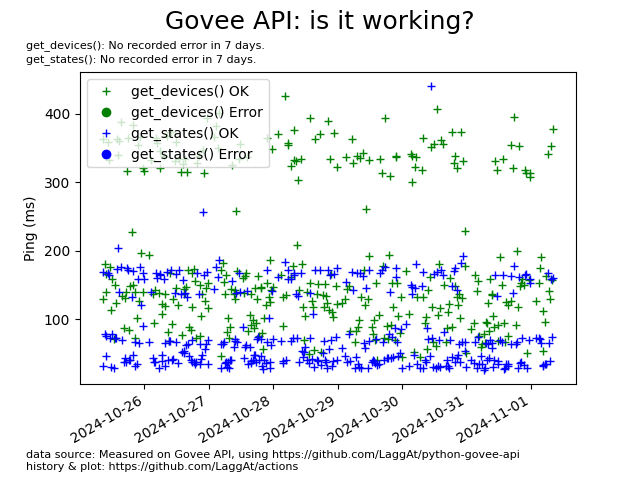 Govee API: is it working?
get_devices(): No recorded error in 7 days.
get_states(): No recorded error in 7 days.
get_devices() OK
get_devices() Error
get_states() OK
get_states() Error
Ping (ms)
400
300
200
100
2024-10-26
2024-10-27
2024-10-28
2024-10-29
2024-10-30
2024-10-31
2024-11-01
data source: Measured on Govee API, using https://github.com/LaggAt/python-govee-api
history & plot: https://github.com/LaggAt/actions